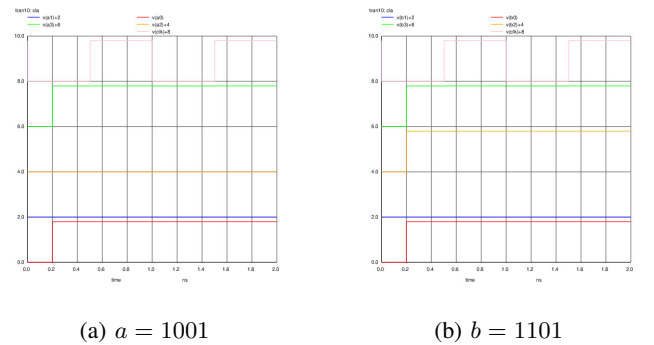 tran10: cla
v(a1)+2 v(a0)
v(a3)+6 v(a2)+4
v(clk)+8
10.0
8.0
6.0
4.0
2.0
0.0
0.0 0.2 0.4 0.6 0.8 1.0 1.2 1.4 1.6 1.8 2.0
time ns
(a) a = 1001
tran10: cla
v(b1)+2 v(b0)
v(b3)+6 v(b2)+4
v(clk)+8
10.0
8.0
6.0
4.0
2.0
0.0
0.0 0.2 0.4 0.6 0.8 1.0 1.2 1.4 1.6 1.8 2.0
time ns
(b) b = 1101